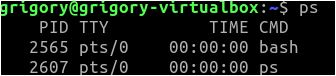 grigory@grigory-virtualbox:~$ ps
    PID TTY          TIME CMD
   2565 pts/0    00:00:00 bash
   2607 pts/0    00:00:00 ps